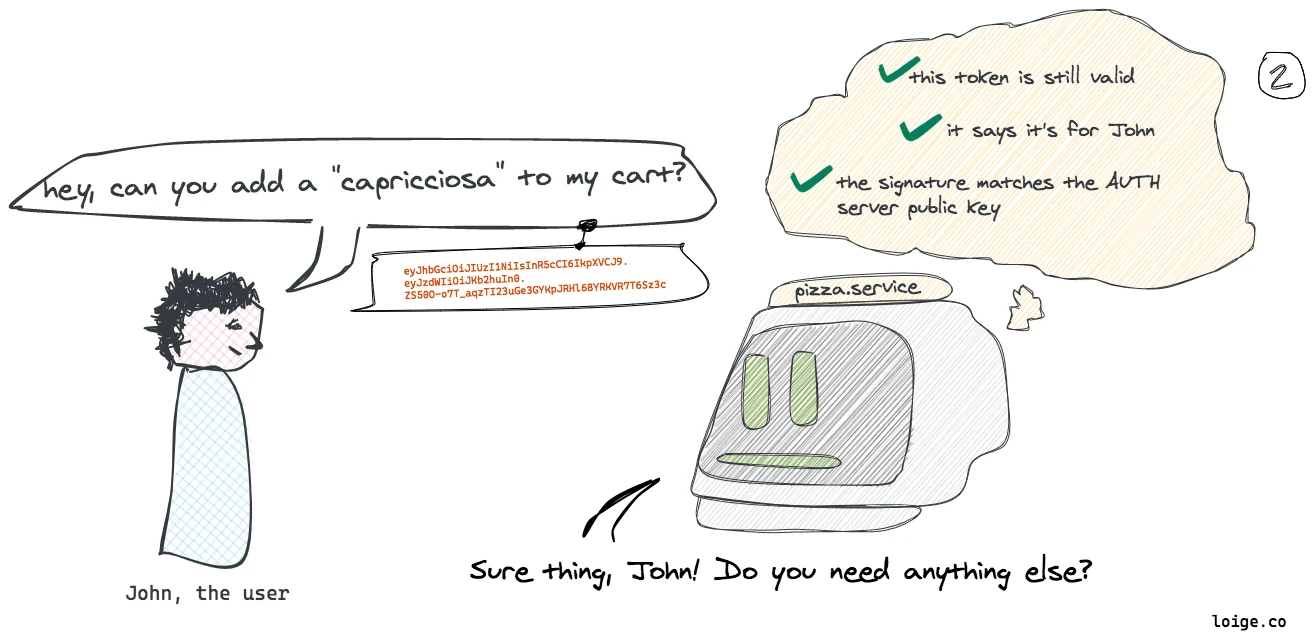 2
this token is still valid
it says it's for John
the signature matches the AUTH
server public key
hey, can you add a "capricciosa" to my cart?
eyJhbGciOiJIUzI1NiIsInR5cCI6IkpXVCJ9.
eyJzdWIiOiJKb2huIn0.
ZS50O-o7T_aqzTI23uGe3GYKpJRHl68YRKVR7T6Sz3c
pizza.service
Sure thing, John! Do you need anything else?
John, the user
loige.co